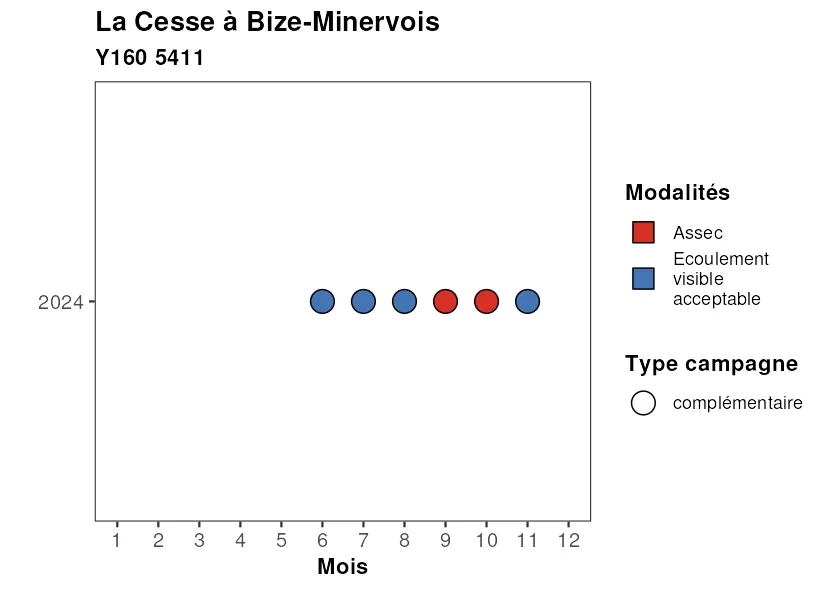 La Cesse à Bize-Minervois
Y160 5411
2024
1 2 3 4 5 6 7 8 9 10 11 12
Mois
Modalités
Assec
Ecoulement
visible
acceptable
Type campagne
complémentaire